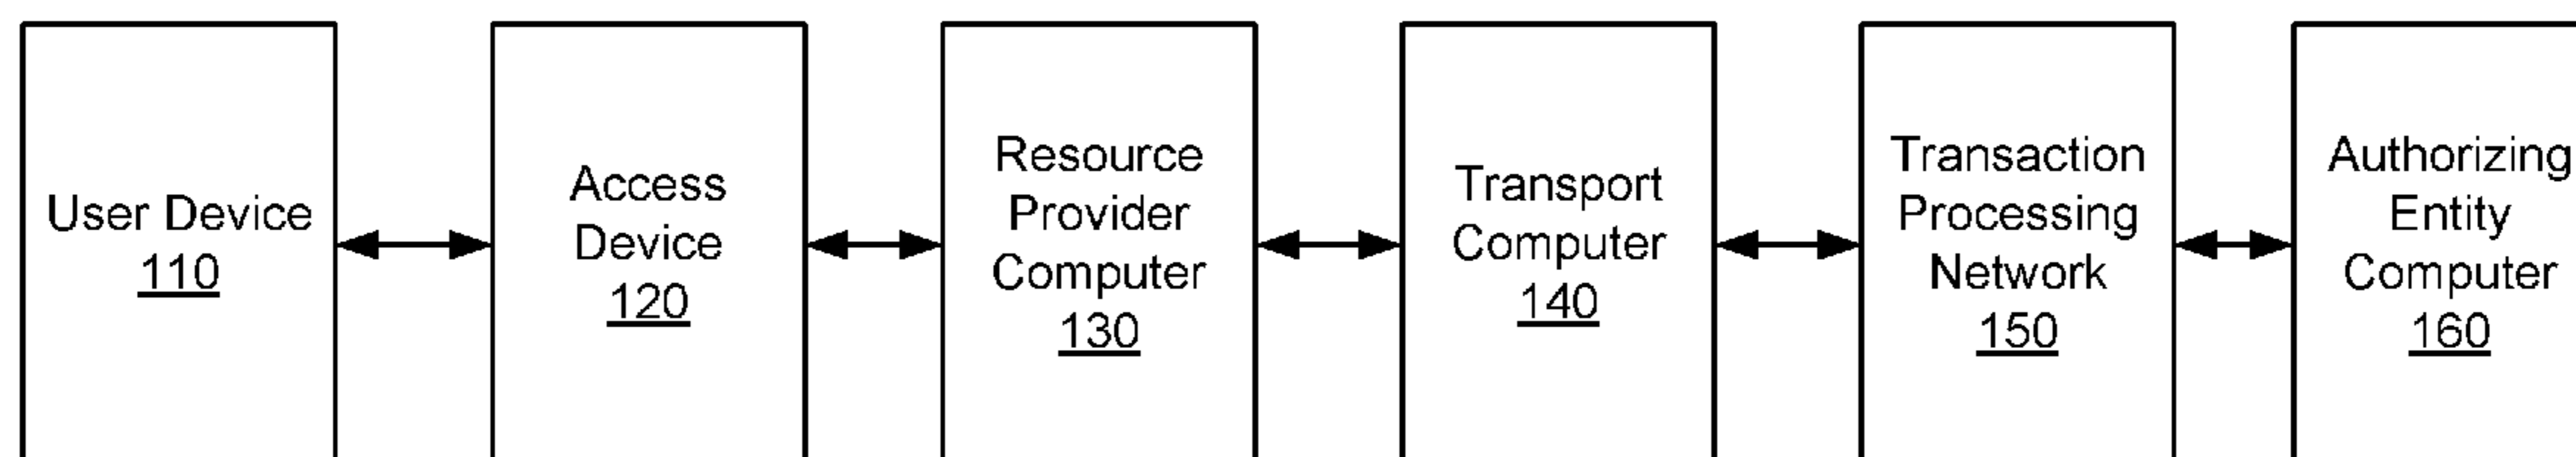 User Device
110
Access
Device
120
Resource
Provider
Computer
130
Transport
Computer
140
Transaction
Processing
Network
150
Authorizing
Entity
Computer
160